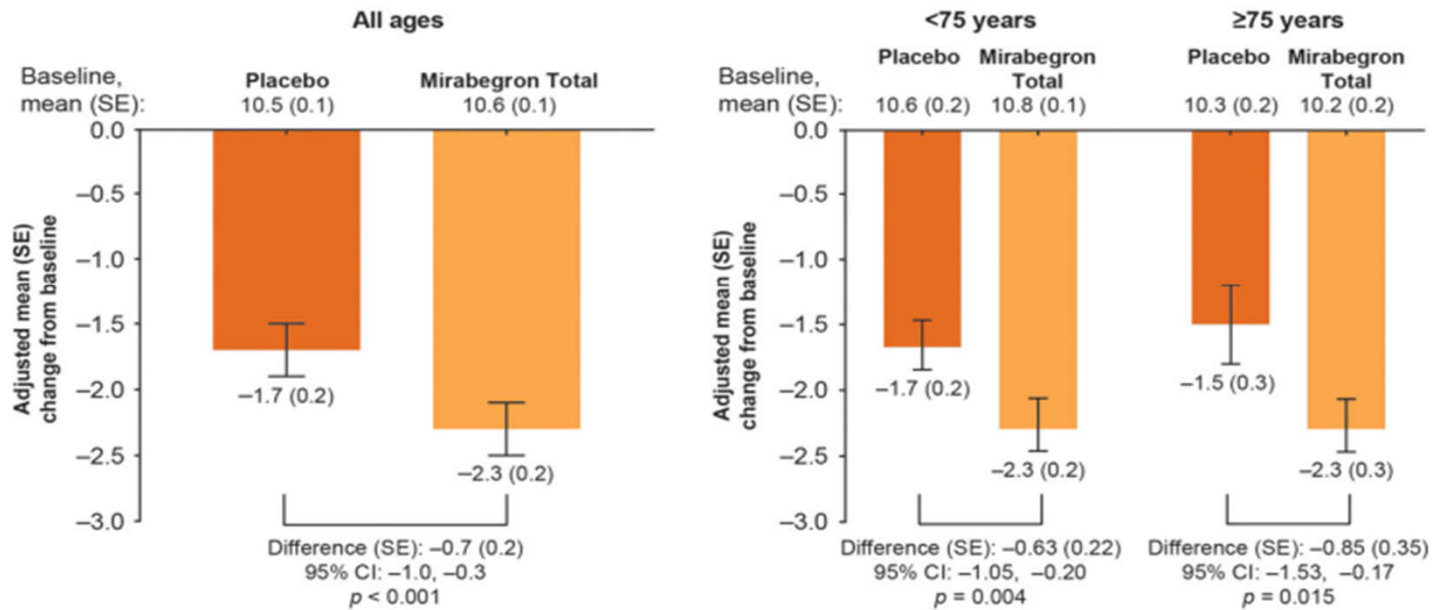 All ages
Baseline,
mean (SE):
Placebo
10.5 (0.1)
Mirabegron Total
10.6 (0.1)
Adjusted mean (SE)
change from baseline
0.0
–0.5
–1.0
–1.5
–2.0
–2.5
–3.0
–1.7 (0.2)
–2.3 (0.2)
Difference (SE): –0.7 (0.2)
95% CI: –1.0, –0.3
p < 0.001
<75 years
≥75 years
Baseline,
mean (SE):
Placebo
10.6 (0.2)
Mirabegron
Total
10.8 (0.1)
Placebo
10.3 (0.2)
Mirabegron
Total
10.2 (0.2)
Adjusted mean (SE)
change from baseline
0.0
–0.5
–1.0
–1.5
–2.0
–2.5
–3.0
–1.7 (0.2)
–2.3 (0.2)
–1.5 (0.3)
–2.3 (0.3)
Difference (SE): –0.63 (0.22)
95% CI: –1.05, –0.20
p = 0.004
Difference (SE): –0.85 (0.35)
95% CI: –1.53, –0.17
p = 0.015